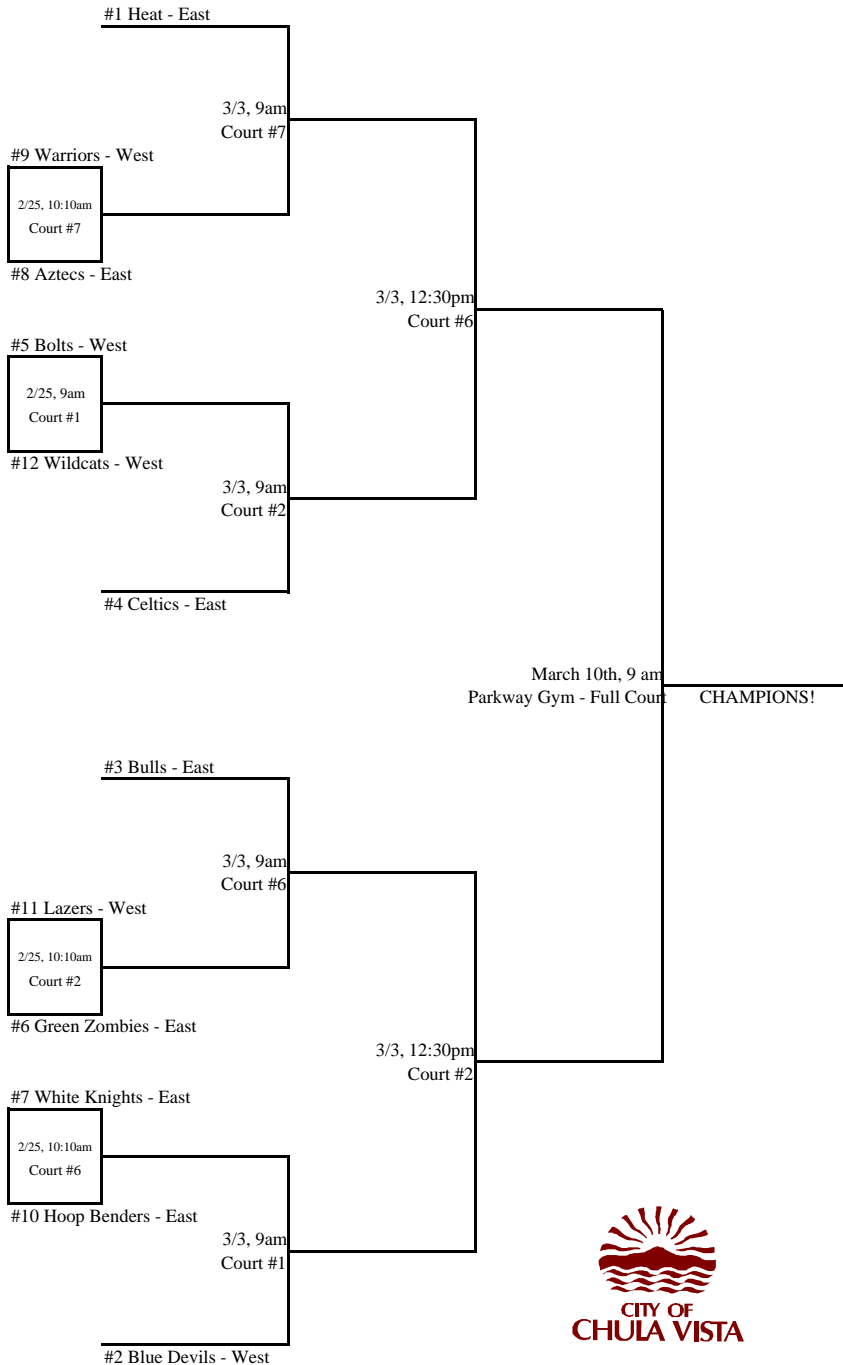 #1 Heat - East
3/3, 9am
Court #7
#9 Warriors - West
2/25, 10:10am
Court #7
#8 Aztecs - East
3/3, 12:30pm
Court #6
#5 Bolts - West
2/25, 9am
Court #1
#12 Wildcats - West
3/3, 9am
Court #2
#4 Celtics - East
March 10th, 9 am
Parkway Gym - Full Court
CHAMPIONS!
#3 Bulls - East
3/3, 9am
Court #6
#11 Lazers - West
2/25, 10:10am
Court #2
#6 Green Zombies - East
3/3, 12:30pm
Court #2
#7 White Knights - East
2/25, 10:10am
Court #6
#10 Hoop Benders - East
3/3, 9am
Court #1
#2 Blue Devils - West
CITY OF
CHULA VISTA